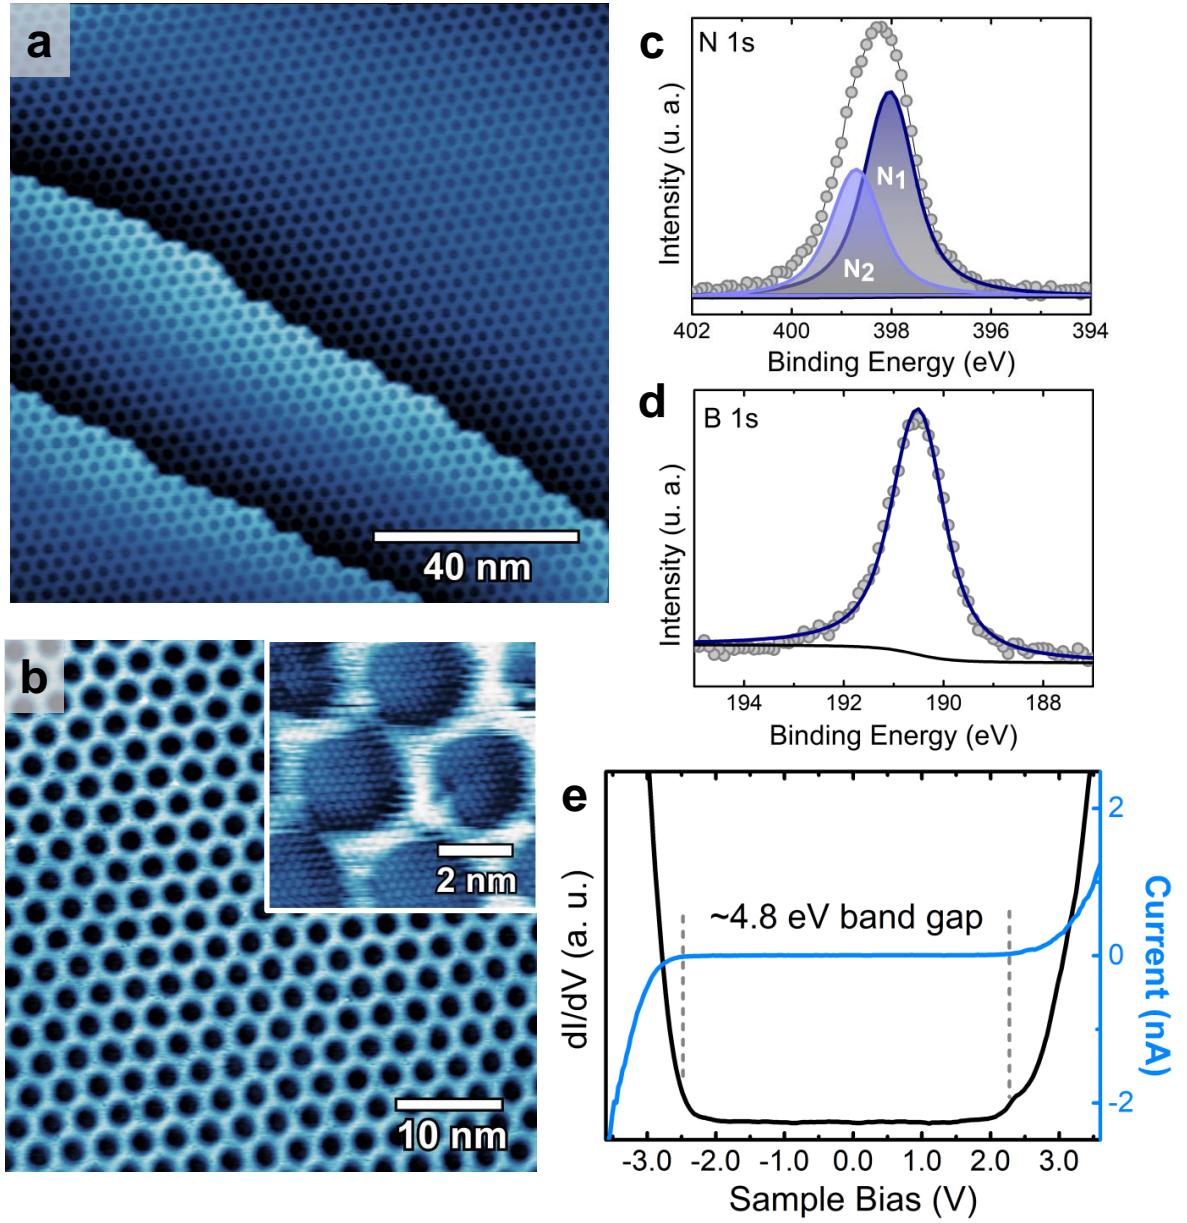 a
40 nm
b
2 nm
10 nm
c
N 1s
N1
N2
Intensity (u. a.)
402 400 398 396 394
Binding Energy (eV)
d
B 1s
Intensity (u. a.)
194 192 190 188
Binding Energy (eV)
e
~4.8 eV band gap
dI/dV (a. u.)
2
0
-2
Current (nA)
-3.0 -2.0 -1.0 0.0 1.0 2.0 3.0
Sample Bias (V)